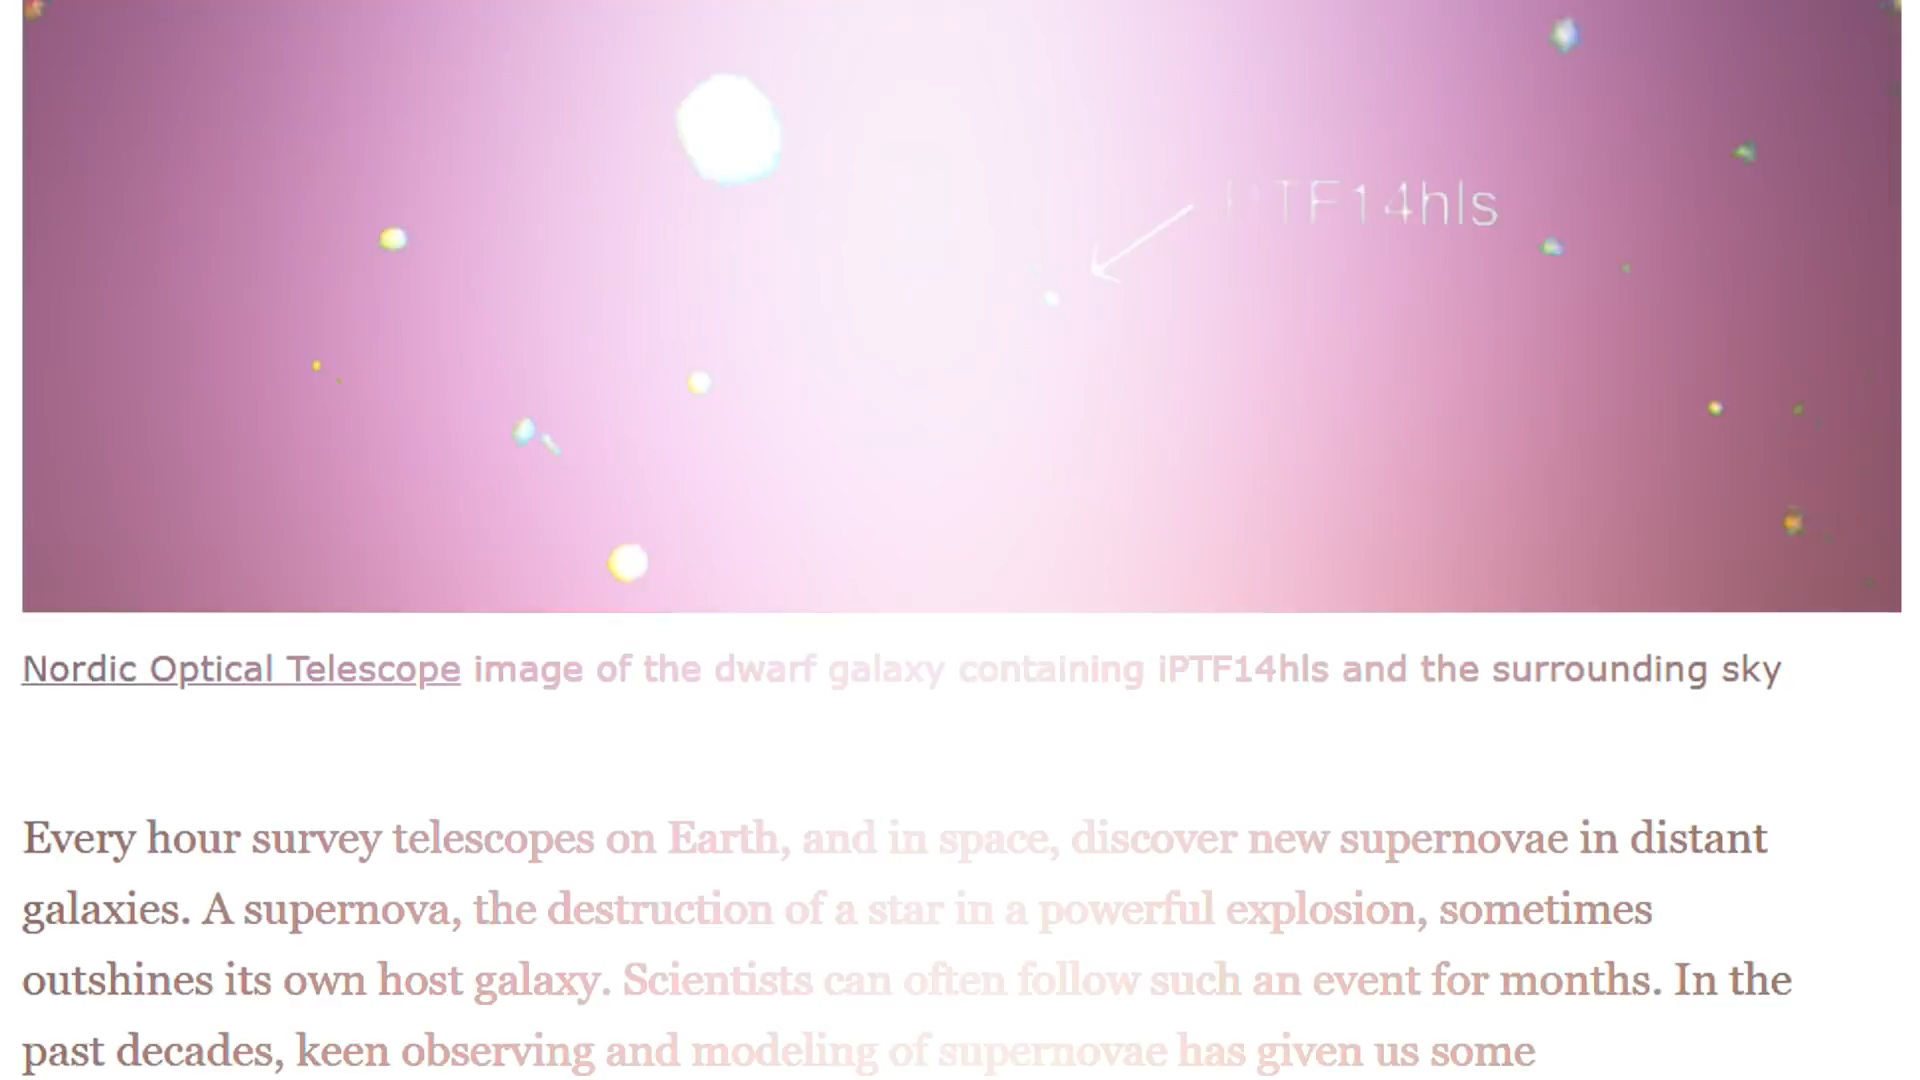 iPTF14hls
Nordic Optical Telescope image of the dwarf galaxy containing iPTF14hls and the surrounding sky
Every hour survey telescopes on Earth, and in space, discover new supernovae in distant
galaxies. A supernova, the destruction of a star in a powerful explosion, sometimes
outshines its own host galaxy. Scientists can often follow such an event for months. In the
past decades, keen observing and modeling of supernovae has given us some